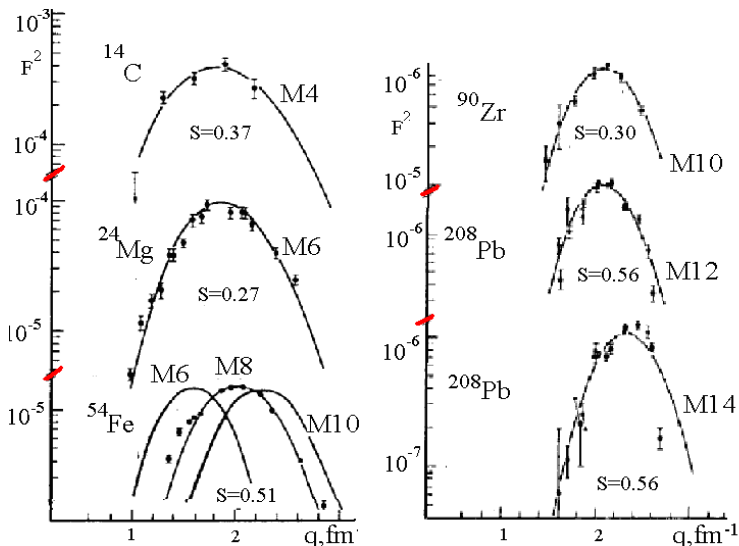 10⁻³
F²
¹⁴C
M4
S=0.37
10⁻⁴
10⁻⁴
²⁴Mg
M6
S=0.27
10⁻⁵
M6
M8
10⁻⁵
⁵⁴Fe
M10
S=0.51
1
2
q,fm⁻¹
10⁻⁶
F²
⁹⁰Zr
S=0.30
M10
10⁻⁵
10⁻⁶
²⁰⁸Pb
S=0.56
M12
10⁻⁶
²⁰⁸Pb
M14
10⁻⁷
S=0.56
1
2
q,fm⁻¹